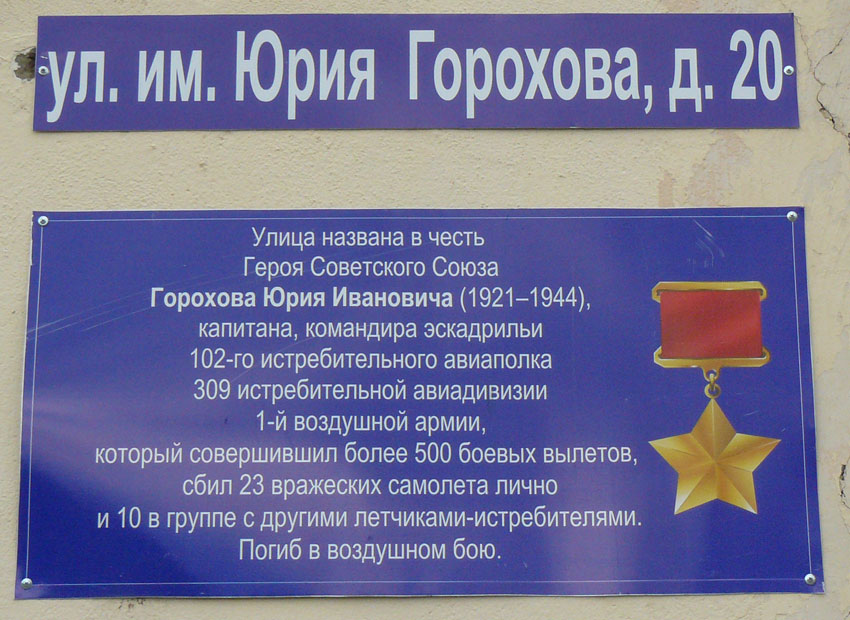 ул. им. Юрия Горохова, д. 20
Улица названа в честь
Героя Советского Союза
Горохова Юрия Ивановича (1921–1944),
капитана, командира эскадрильи
102-го истребительного авиаполка
309 истребительной авиадивизии
1-й воздушной армии,
который совершившил более 500 боевых вылетов,
сбил 23 вражеских самолета лично
и 10 в группе с другими летчиками-истребителями.
Погиб в воздушном бою.